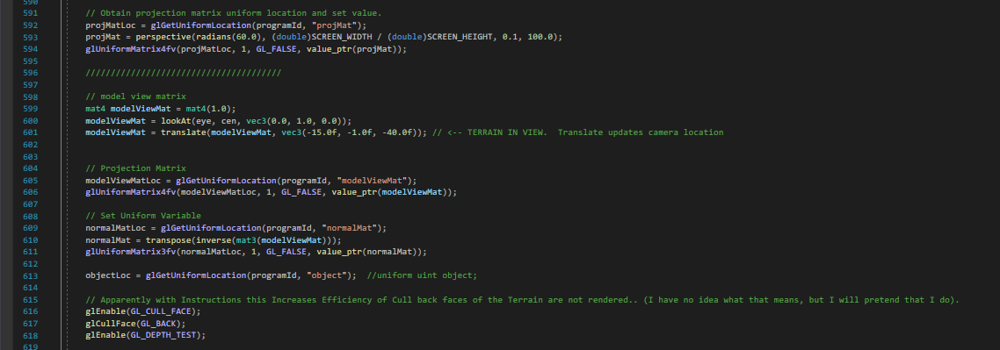 590
591 // Obtain projection matrix uniform location and set value.
592 projMatLoc = glGetUniformLocation(programId, "projMat");
593 projMat = perspective(radians(60.0), (double)SCREEN_WIDTH / (double)SCREEN_HEIGHT, 0.1, 100.0);
594 glUniformMatrix4fv(projMatLoc, 1, GL_FALSE, value_ptr(projMat));
595
596 ///////////////////////////////////////
597
598 // model view matrix
599 mat4 modelViewMat = mat4(1.0);
600 modelViewMat = lookAt(eye, cen, vec3(0.0, 1.0, 0.0));
601 modelViewMat = translate(modelViewMat, vec3(-15.0f, -1.0f, -40.0f)); // <-- TERRAIN IN VIEW.  Translate updates camera location
602
603
604 // Projection Matrix
605 modelViewMatLoc = glGetUniformLocation(programId, "modelViewMat");
606 glUniformMatrix4fv(modelViewMatLoc, 1, GL_FALSE, value_ptr(modelViewMat));
607
608 // Set Uniform Variable
609 normalMatLoc = glGetUniformLocation(programId, "normalMat");
610 normalMat = transpose(inverse(mat3(modelViewMat)));
611 glUniformMatrix3fv(normalMatLoc, 1, GL_FALSE, value_ptr(normalMat));
612
613 objectLoc = glGetUniformLocation(programId, "object");  //uniform uint object;
614
615 // Apparently with Instructions this Increases Efficiency of Cull back faces of the Terrain are not rendered.. (I have no idea what that means, but I will pretend that I do).
616 glEnable(GL_CULL_FACE);
617 glCullFace(GL_BACK);
618 glEnable(GL_DEPTH_TEST);
619